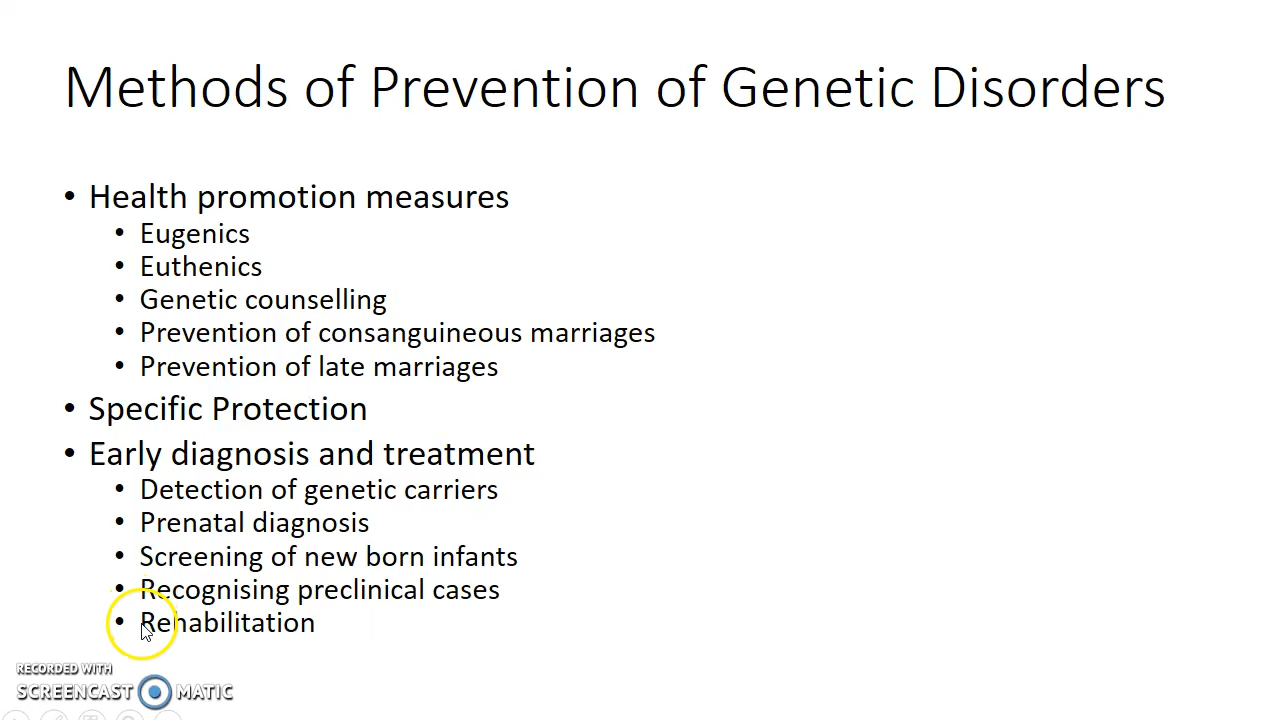 Methods of Prevention of Genetic Disorders
• Health promotion measures
• Eugenics
• Euthenics
• Genetic counselling
• Prevention of consanguineous marriages
• Prevention of late marriages
• Specific Protection
• Early diagnosis and treatment
• Detection of genetic carriers
• Prenatal diagnosis
• Screening of new born infants
• Recognising preclinical cases
• Rehabilitation
RECORDED WITH
SCREENCAST MATIC